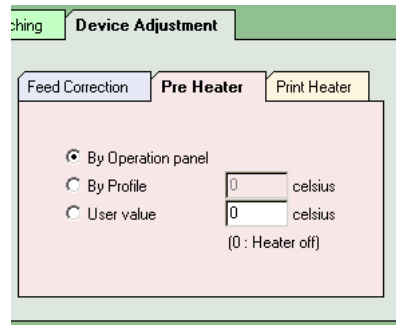 ching Device Adjustment
Feed Correction Pre Heater Print Heater
By Operation panel
By Profile 0 celsius
User value 0 celsius
(0 : Heater off)